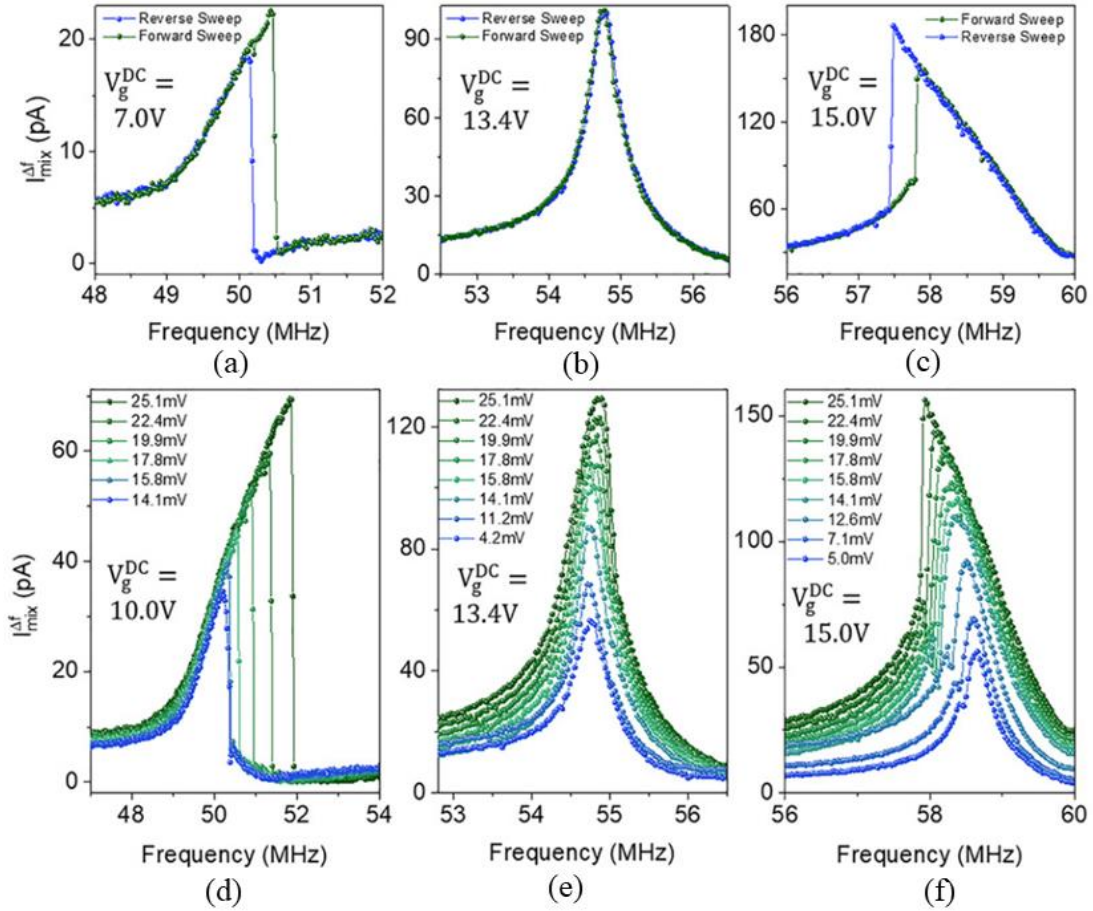 Reverse Sweep
Forward Sweep
V_g^DC =
7.0V
I_mix^Δf (pA)
20
10
0
48 49 50 51 52
Frequency (MHz)
(a)
Reverse Sweep
Forward Sweep
V_g^DC =
13.4V
90
60
30
0
53 54 55 56
Frequency (MHz)
(b)
Forward Sweep
Reverse Sweep
V_g^DC =
15.0V
180
120
60
56 57 58 59 60
Frequency (MHz)
(c)
25.1mV
22.4mV
19.9mV
17.8mV
15.8mV
14.1mV
V_g^DC =
10.0V
I_mix^Δf (pA)
60
40
20
0
48 50 52 54
Frequency (MHz)
(d)
25.1mV
22.4mV
19.9mV
17.8mV
15.8mV
14.1mV
11.2mV
4.2mV
V_g^DC =
13.4V
120
80
40
0
54 55 56
Frequency (MHz)
(e)
25.1mV
22.4mV
19.9mV
17.8mV
15.8mV
14.1mV
12.6mV
7.1mV
5.0mV
V_g^DC =
15.0V
150
100
50
0
56 58 60
Frequency (MHz)
(f)